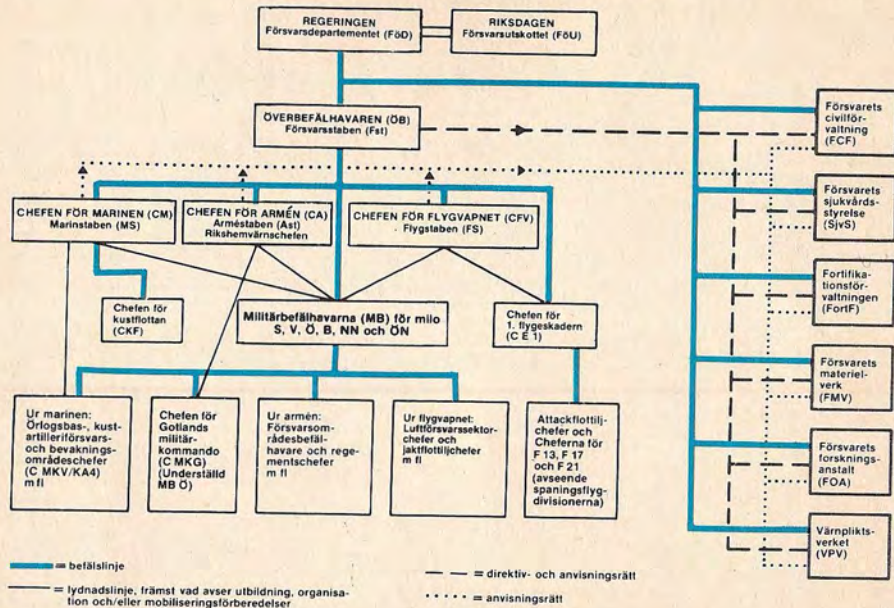 REGERINGEN
Försvarsdepartementet (FöD)
RIKSDAGEN
Försvarsutskottet (FöU)
ÖVERBEFÄLHAVAREN (ÖB)
Försvarsstaben (Fst)
CHEFEN FÖR MARINEN (CM)
Marinstaben (MS)
CHEFEN FÖR ARMÉN (CA)
Arméstaben (Ast)
Rikshemvärnschefen
CHEFEN FÖR FLYGVAPNET (CFV)
Flygstaben (FS)
Chefen för
kustflottan
(CKF)
Militärbefälhavarna (MB) för milo
S, V, Ö, B, NN och ÖN
Chefen för
1. flygeskadern
(C E 1)
Ur marinen:
Örlogsbas-, kust-
artilleriförsvars-
och bevaknings-
områdeschefer
(C MKV/KA4)
m fl
Chefen för
Gotlands
militär-
kommando
(C MKG)
(Underställd
MB Ö)
Ur armén:
Försvarsom-
rådesbefäl-
havare och rege-
mentschefer
m fl
Ur flygvapnet:
Luftförsvarssektor-
chefer och
jaktflottiljchefer
m fl
Attackflottilj-
chefer och
Cheferna för
F 13, F 17
och F 21
(avseende
spaningsflyg-
divisionerna)
Försvarets
civilför-
valtning
(FCF)
Försvarets
sjukvårds-
styrelse
(SjvS)
Fortifika-
tionsför-
valtningen
(FortF)
Försvarets
materiel-
verk
(FMV)
Försvarets
forsknings-
anstalt
(FOA)
Värnplikts-
verket
(VPV)
= befälslinje
= lydnadslinje, främst vad avser utbildning, organisa-
tion och/eller mobiliseringsförberedelser
= direktiv- och anvisningsrätt
= anvisningsrätt